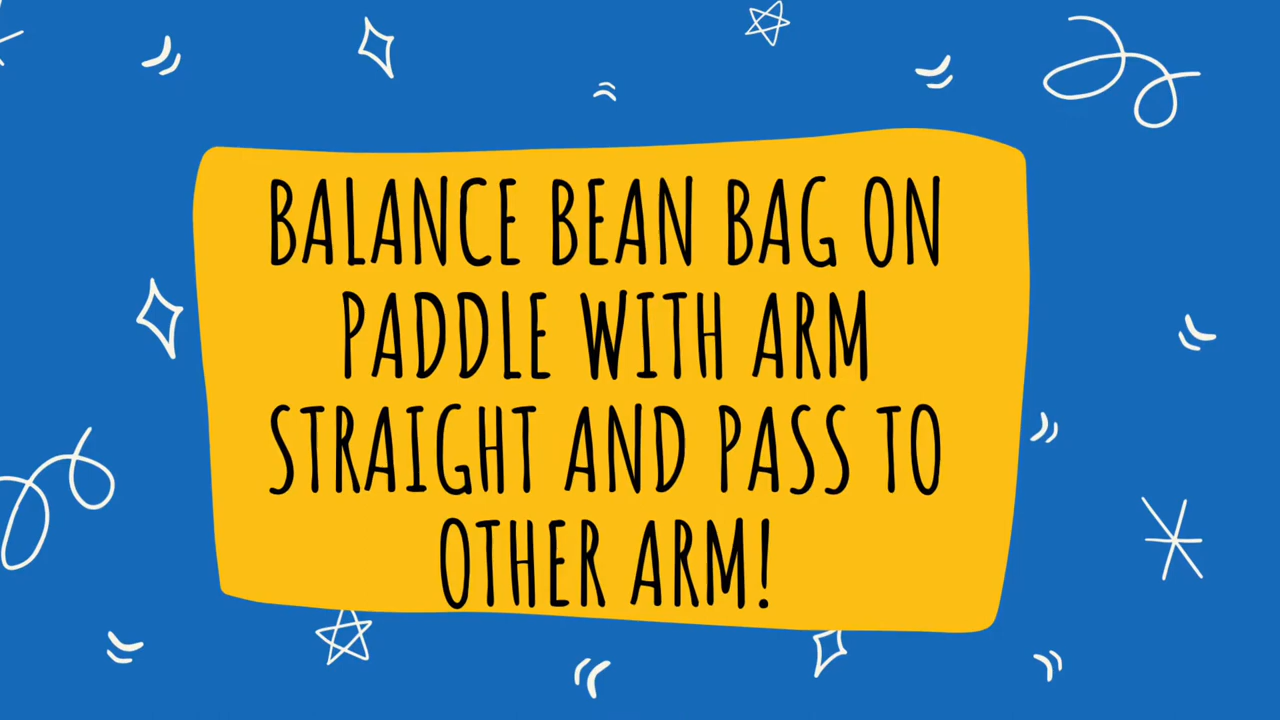 BALANCE BEAN BAG ON
PADDLE WITH ARM
STRAIGHT AND PASS TO
OTHER ARM!